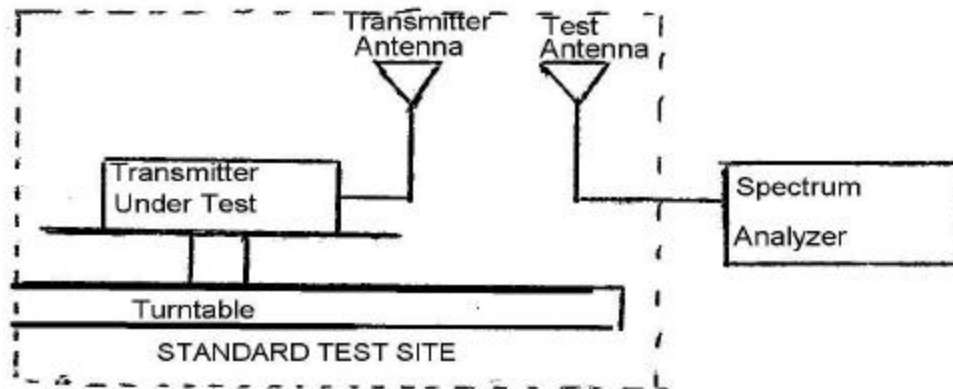 Transmitter
Antenna
Test
Antenna
Transmitter
Under Test
Spectrum
Analyzer
Turntable
STANDARD TEST SITE